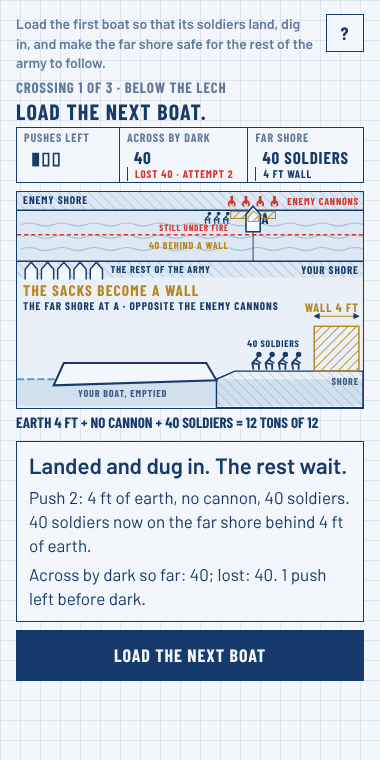 Load the first boat so that its soldiers land, dig
in, and make the far shore safe for the rest of the
army to follow.
?
CROSSING 1 OF 3 · BELOW THE LECH
LOAD THE NEXT BOAT.
PUSHES LEFT
ACROSS BY DARK
40
LOST 40 · ATTEMPT 2
FAR SHORE
40 SOLDIERS
4 FT WALL
ENEMY SHORE
ENEMY CANNONS
A
STILL UNDER FIRE
40 BEHIND A WALL
THE REST OF THE ARMY
YOUR SHORE
THE SACKS BECOME A WALL
THE FAR SHORE AT A · OPPOSITE THE ENEMY CANNONS
WALL 4 FT
40 SOLDIERS
SHORE
YOUR BOAT, EMPTIED
EARTH 4 FT + NO CANNON + 40 SOLDIERS = 12 TONS OF 12
Landed and dug in. The rest wait.
Push 2: 4 ft of earth, no cannon, 40 soldiers.
40 soldiers now on the far shore behind 4 ft
of earth.
Across by dark so far: 40; lost: 40. 1 push
left before dark.
LOAD THE NEXT BOAT